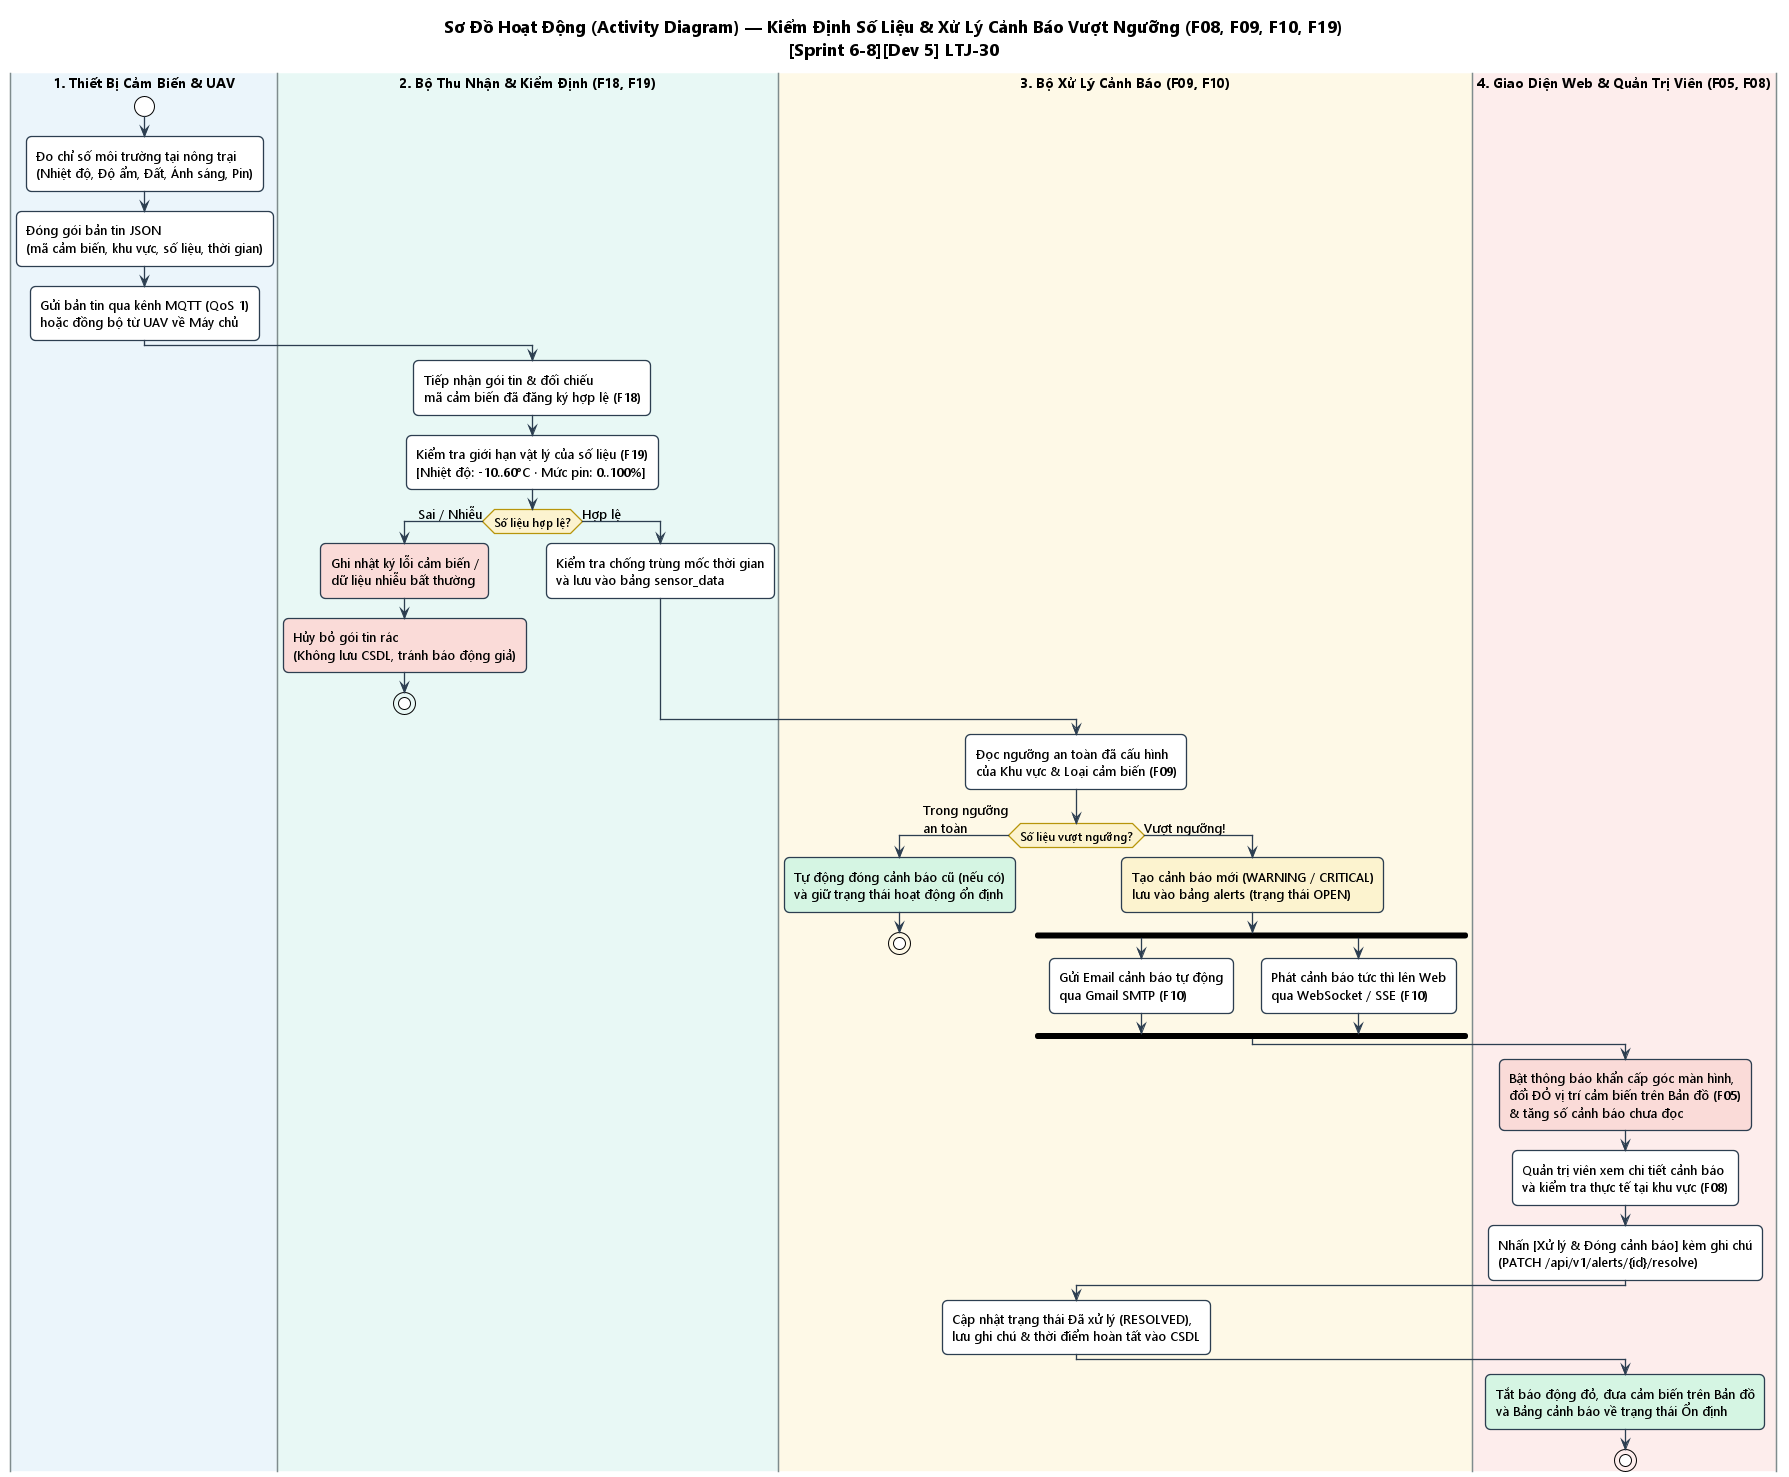 Sơ Đồ Hoạt Động (Activity Diagram) — Kiểm Định Số Liệu & Xử Lý Cảnh Báo Vượt Ngưỡng (F08, F09, F10, F19)
[Sprint 6-8][Dev 5] LTJ-30
1. Thiết Bị Cảm Biến & UAV
2. Bộ Thu Nhận & Kiểm Định (F18, F19)
3. Bộ Xử Lý Cảnh Báo (F09, F10)
4. Giao Diện Web & Quản Trị Viên (F05, F08)
Đo chỉ số môi trường tại nông trại
(Nhiệt độ, Độ ẩm, Đất, Ánh sáng, Pin)
Đóng gói bản tin JSON
(mã cảm biến, khu vực, số liệu, thời gian)
Gửi bản tin qua kênh MQTT (QoS 1)
hoặc đồng bộ từ UAV về Máy chủ
Tiếp nhận gói tin & đối chiếu
mã cảm biến đã đăng ký hợp lệ (F18)
Kiểm tra giới hạn vật lý của số liệu (F19)
[Nhiệt độ: -10..60°C · Mức pin: 0..100%]
Sai / Nhiễu
Số liệu hợp lệ?
Hợp lệ
Ghi nhật ký lỗi cảm biến /
dữ liệu nhiễu bất thường
Kiểm tra chống trùng mốc thời gian
và lưu vào bảng sensor_data
Hủy bỏ gói tin rác
(Không lưu CSDL, tránh báo động giả)
Đọc ngưỡng an toàn đã cấu hình
của Khu vực & Loại cảm biến (F09)
Trong ngưỡng
an toàn
Số liệu vượt ngưỡng?
Vượt ngưỡng!
Tự động đóng cảnh báo cũ (nếu có)
và giữ trạng thái hoạt động ổn định
Tạo cảnh báo mới (WARNING / CRITICAL)
lưu vào bảng alerts (trạng thái OPEN)
Gửi Email cảnh báo tự động
qua Gmail SMTP (F10)
Phát cảnh báo tức thì lên Web
qua WebSocket / SSE (F10)
Bật thông báo khẩn cấp góc màn hình,
đổi ĐỎ vị trí cảm biến trên Bản đồ (F05)
& tăng số cảnh báo chưa đọc
Quản trị viên xem chi tiết cảnh báo
và kiểm tra thực tế tại khu vực (F08)
Nhấn [Xử lý & Đóng cảnh báo] kèm ghi chú
(PATCH /api/v1/alerts/{id}/resolve)
Cập nhật trạng thái Đã xử lý (RESOLVED),
lưu ghi chú & thời điểm hoàn tất vào CSDL
Tắt báo động đỏ, đưa cảm biến trên Bản đồ
và Bảng cảnh báo về trạng thái Ổn định